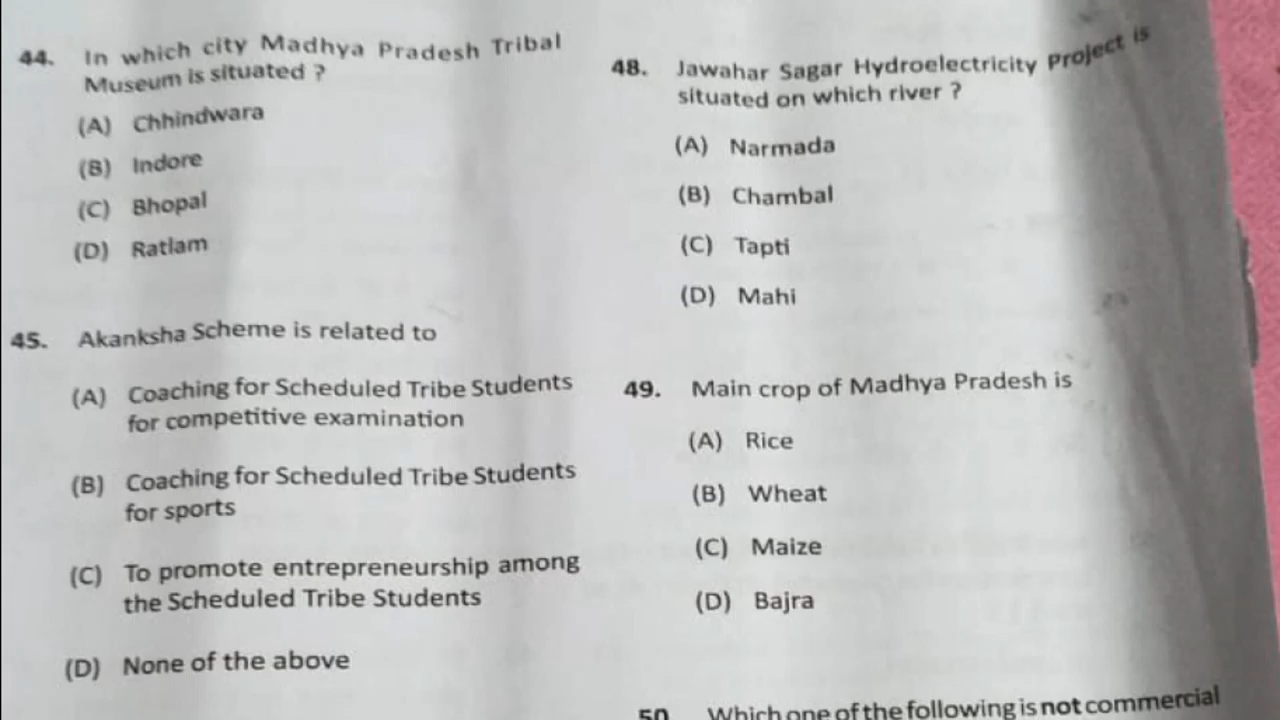 44. In which city Madhya Pradesh Tribal
Museum is situated ?
(A) Chhindwara
(B) Indore
(C) Bhopal
(D) Ratlam
45. Akanksha Scheme is related to
(A) Coaching for Scheduled Tribe Students
for competitive examination
(B) Coaching for Scheduled Tribe Students
for sports
(C) To promote entrepreneurship among
the Scheduled Tribe Students
(D) None of the above
48. Jawahar Sagar Hydroelectricity Project is
situated on which river ?
(A) Narmada
(B) Chambal
(C) Tapti
(D) Mahi
49. Main crop of Madhya Pradesh is
(A) Rice
(B) Wheat
(C) Maize
(D) Bajra
50. Which one of the following is not commercial